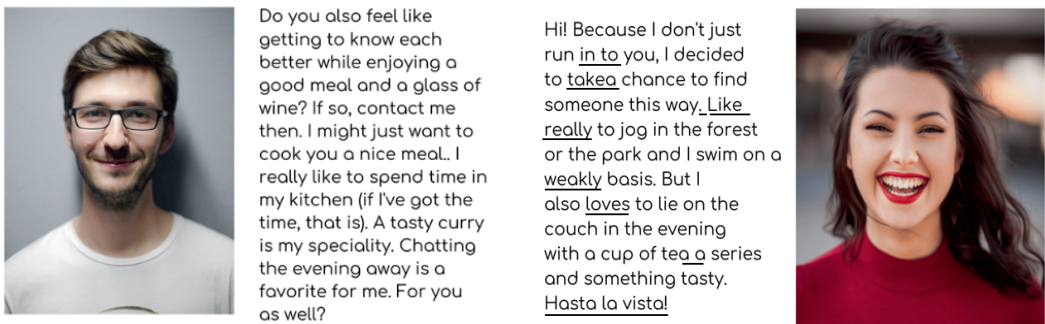 Do you also feel like
getting to know each
better while enjoying a
good meal and a glass of
wine? If so, contact me
then. I might just want to
cook you a nice meal.. I
really like to spend time in
my kitchen (if I've got the
time, that is). A tasty curry
is my speciality. Chatting
the evening away is a
favorite for me. For you
as well?
Hi! Because I don't just
run in to you, I decided
to takea chance to find
someone this way. Like
really to jog in the forest
or the park and I swim on a
weakly basis. But I
also loves to lie on the
couch in the evening
with a cup of tea a series
and something tasty.
Hasta la vista!